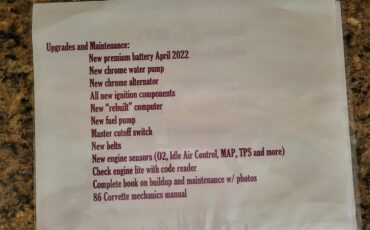 Upgrades and Maintenance:
New premium battery April 2022
New chrome water pump
New chrome alternator
All new ignition components
New "rebuilt" computer
New fuel pump
Master cutoff switch
New belts
New engine sensors (O2, Idle Air Control, MAP, TPS and more)
Check engine lite with code reader
Complete book on buildup and maintenance w/ photos
86 Corvette mechanics manual